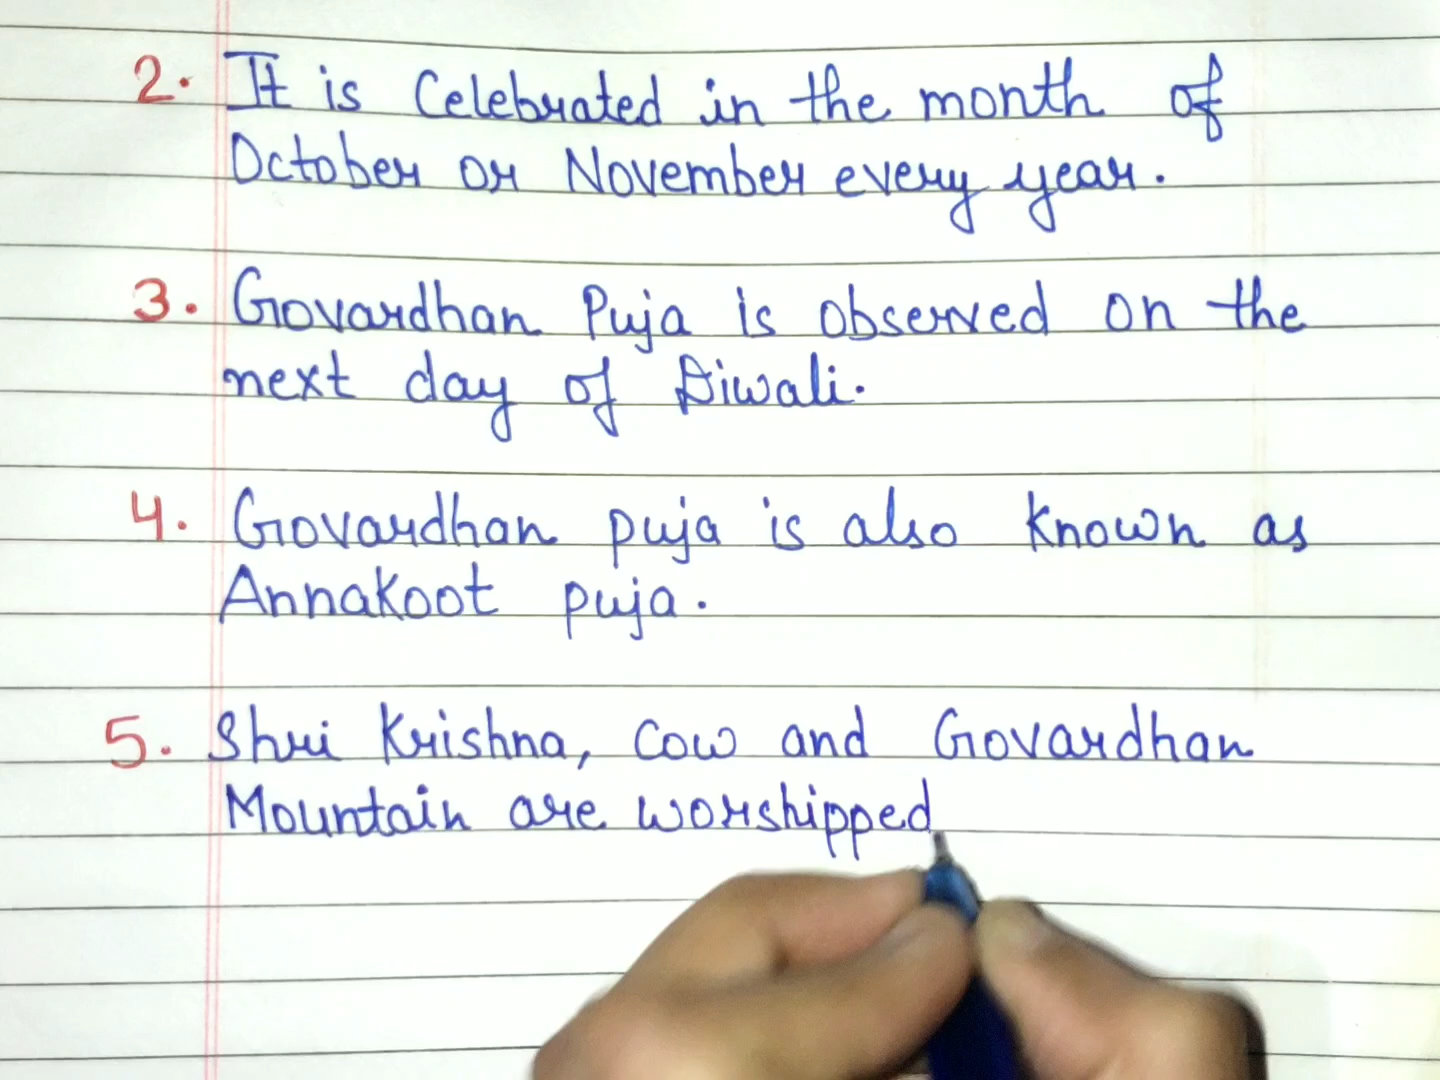 2. It is Celebrated in the month of
October or November every year.
3. Govardhan Puja is observed on the
next day of Diwali.
4. Govardhan puja is also known as
Annakoot puja.
5. Shri Krishna, cow and Govardhan
Mountain are worshipped